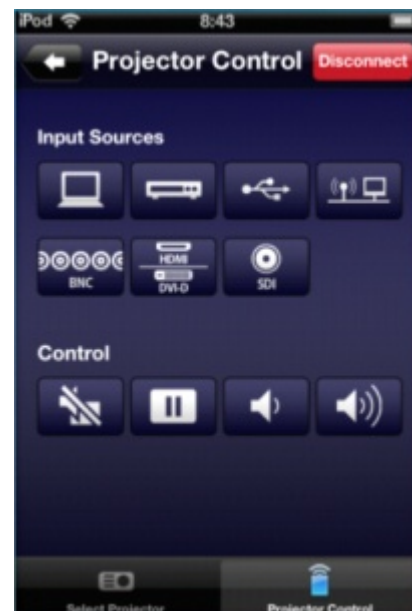 iPod 8:43
Projector Control Disconnect
Input Sources
BNC HDMI DVI-D SDI
Control
Select Projector Projector Control